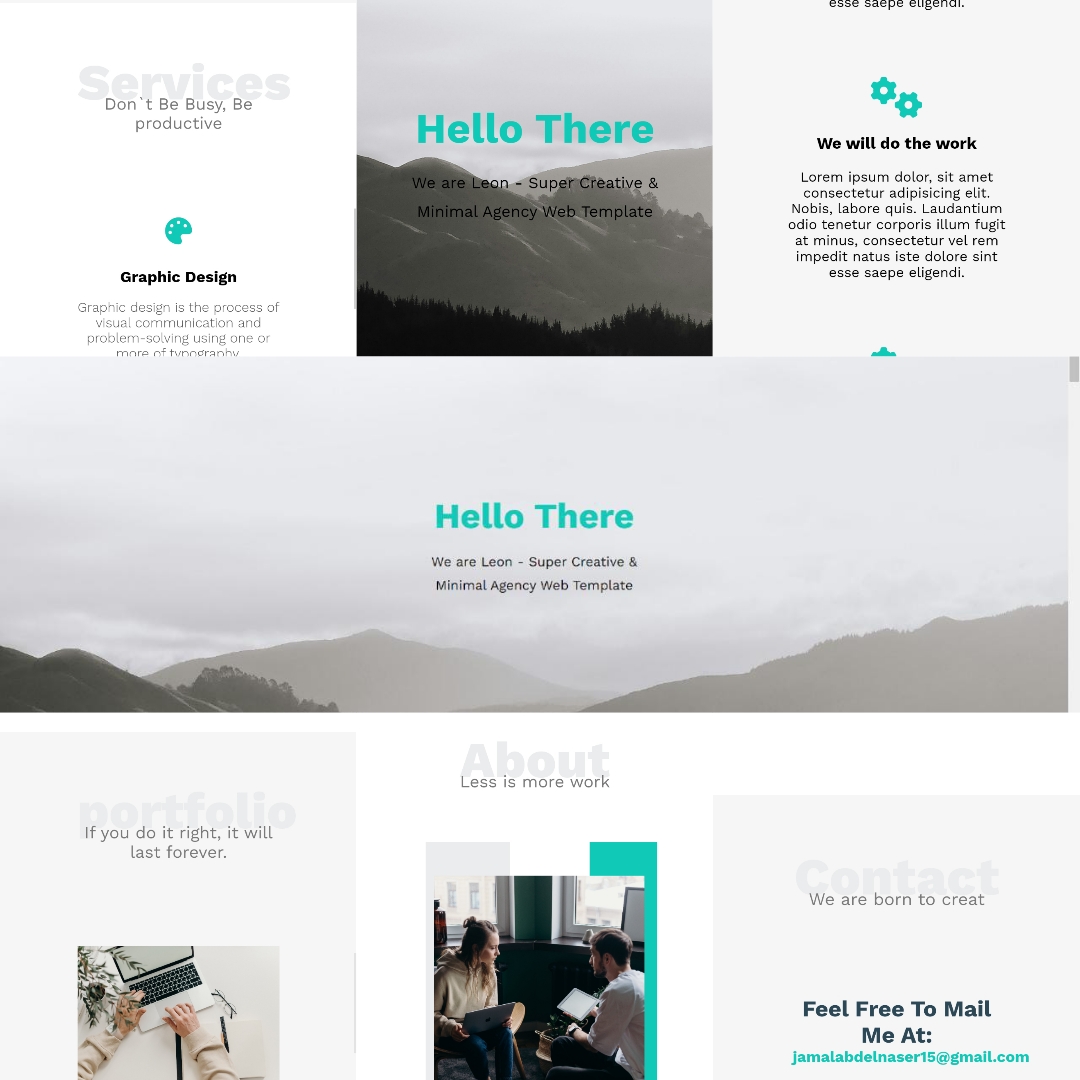 Services
Don`t Be Busy, Be
productive
Graphic Design
Graphic design is the process of
visual communication and
problem-solving using one or
more of typography
Hello There
We are Leon - Super Creative &
Minimal Agency Web Template
esse saepe eligendi.
We will do the work
Lorem ipsum dolor, sit amet
consectetur adipisicing elit.
Nobis, labore quis. Laudantium
odio tenetur corporis illum fugit
at minus, consectetur vel rem
impedit natus iste dolore sint
esse saepe eligendi.
Hello There
We are Leon - Super Creative &
Minimal Agency Web Template
portfolio
If you do it right, it will
last forever.
About
Less is more work
Contact
We are born to creat
Feel Free To Mail
Me At:
jamalabdelnaser15@gmail.com